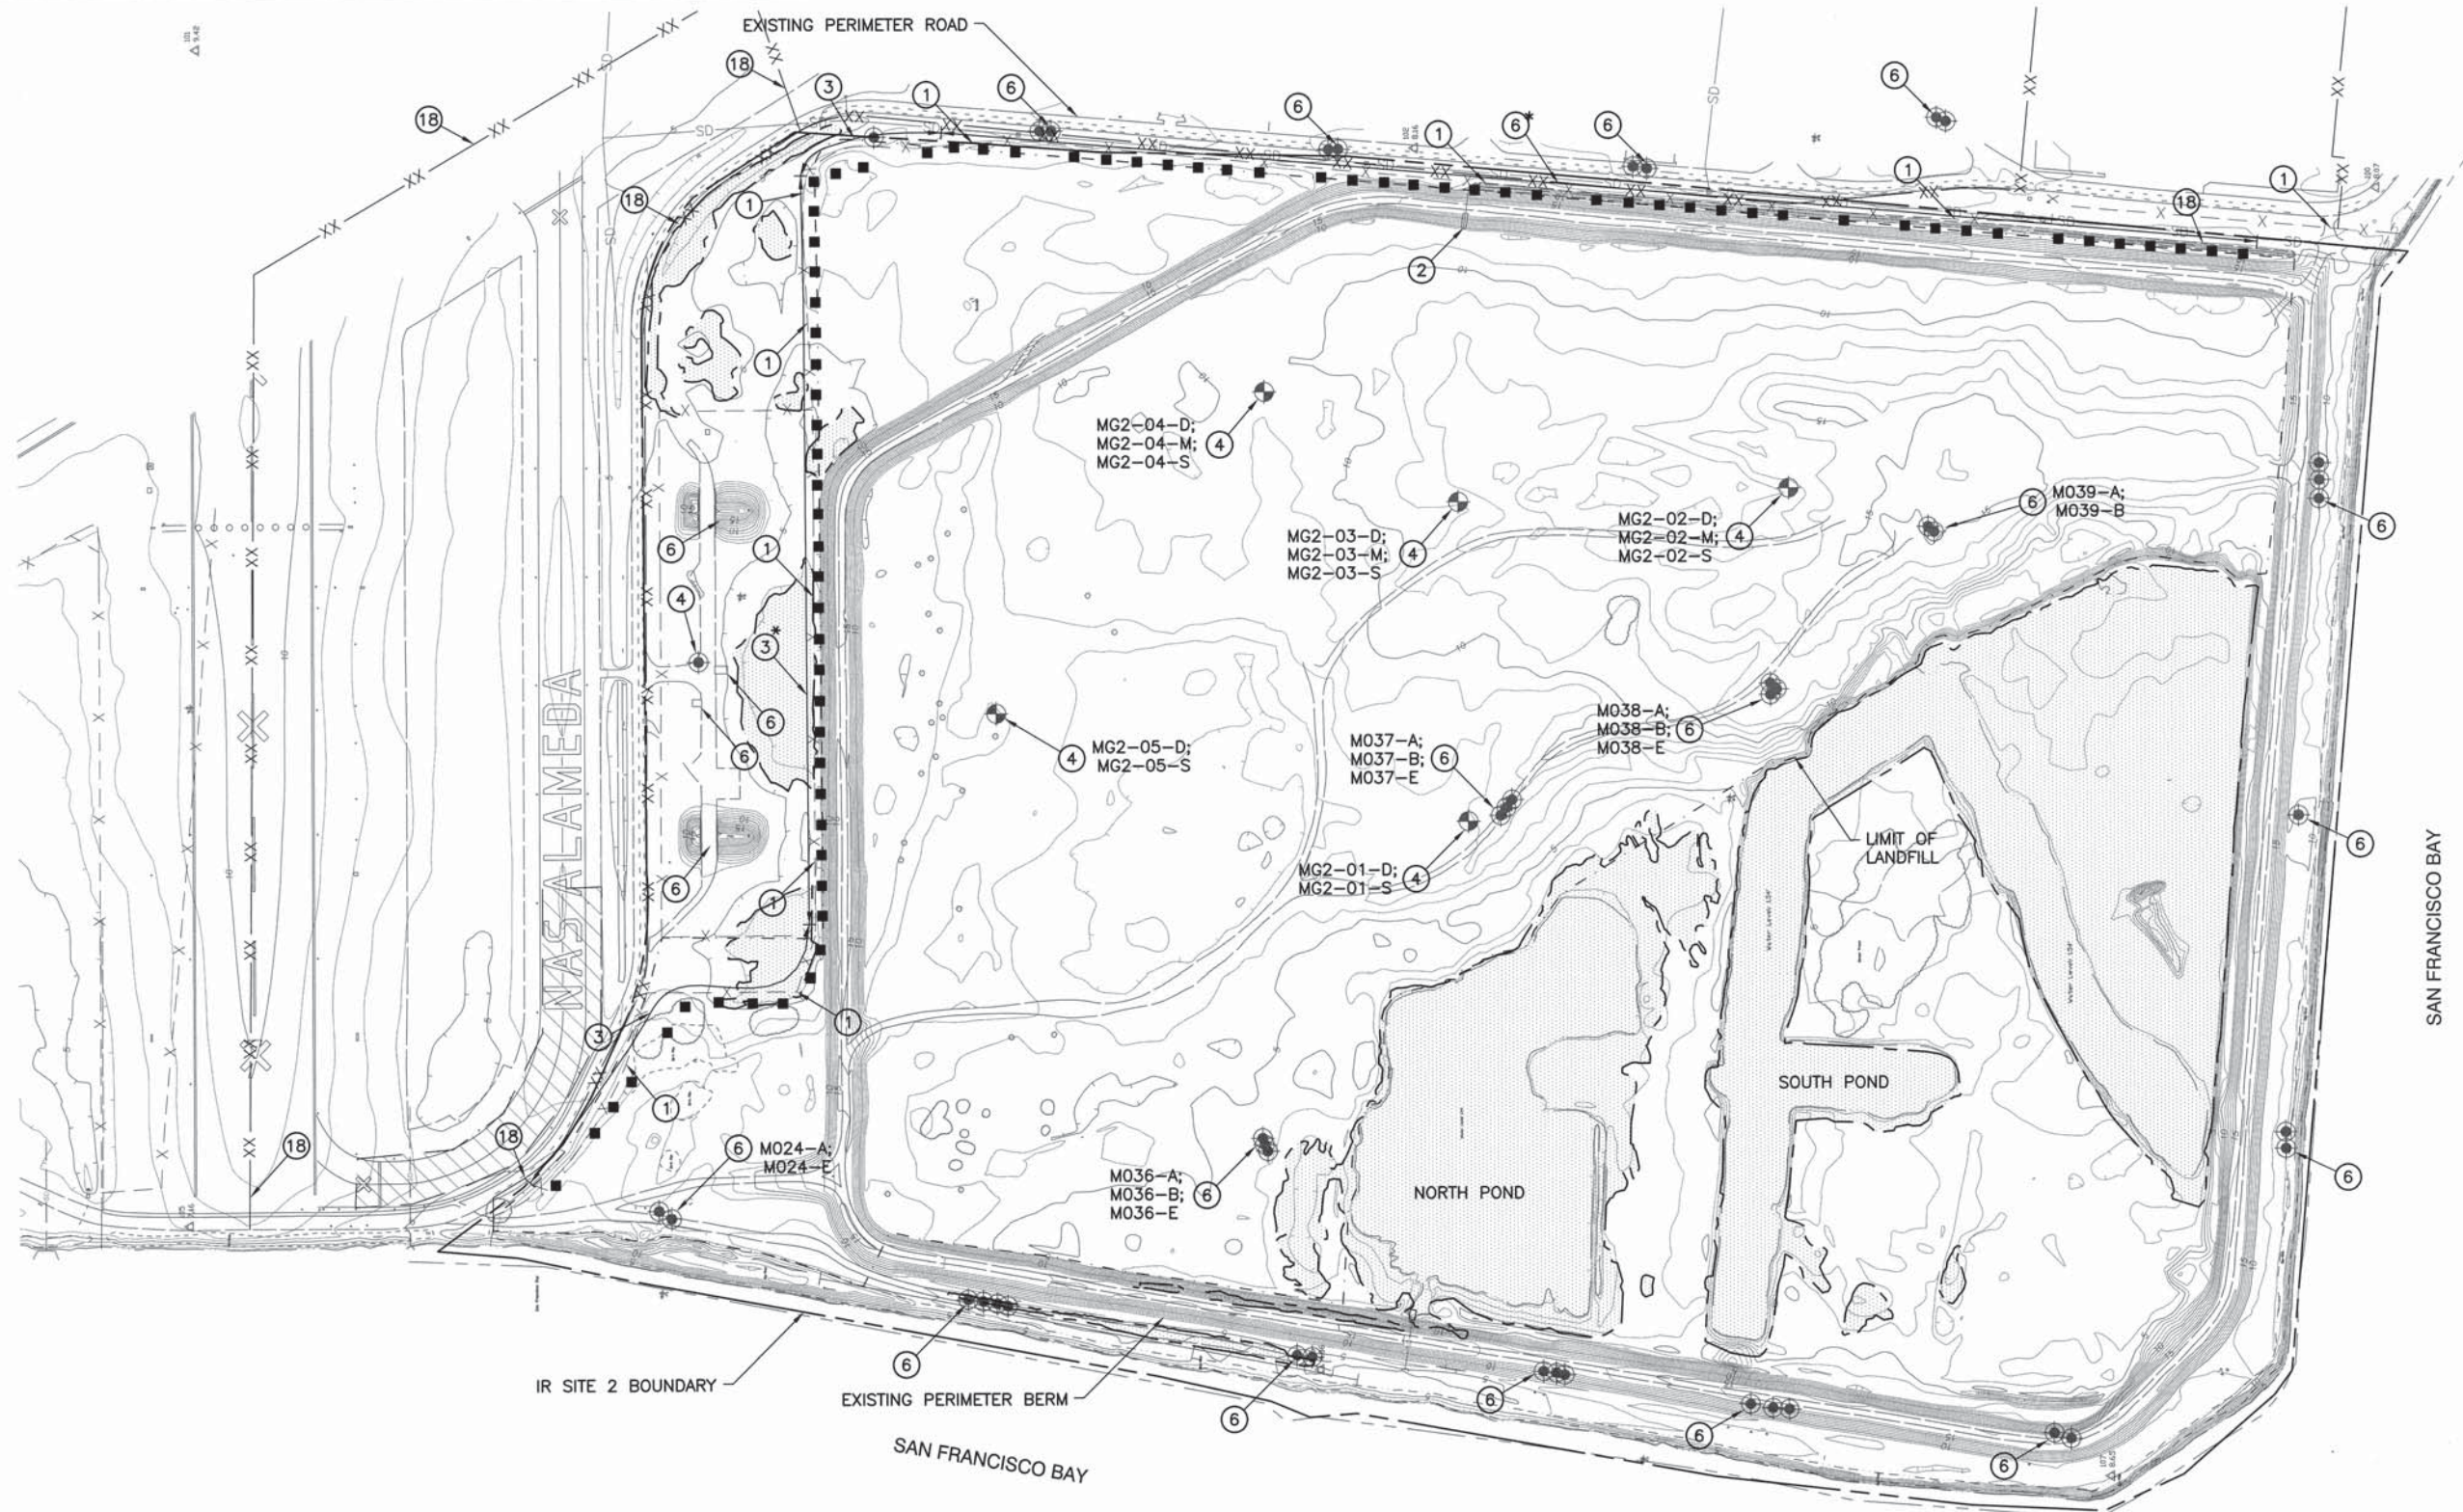 EXISTING PERIMETER ROAD
18
3
1
6
6
1
6*
6
6
1
1
18
18
18
1
2
1
MG2-04-D;
MG2-04-M; 4
MG2-04-S
MG2-03-D;
MG2-03-M; 4
MG2-03-S
MG2-02-D;
MG2-02-M; 4
MG2-02-S
6 M039-A;
M039-B
6
6
1
4
3*
6
6
4 MG2-05-D;
MG2-05-S
M037-A;
M037-B; 6
M037-E
M038-A;
M038-B; 6
M038-E
MG2-01-D; 4
MG2-01-S
LIMIT OF
LANDFILL
6
6
1
NAS ALAMEDA
SAN FRANCISCO BAY
3
1
1
18
18
6 M024-A;
M024-E
M036-A;
M036-B; 6
M036-E
NORTH POND
SOUTH POND
6
IR SITE 2 BOUNDARY
6
EXISTING PERIMETER BERM
6
6
6
6
SAN FRANCISCO BAY